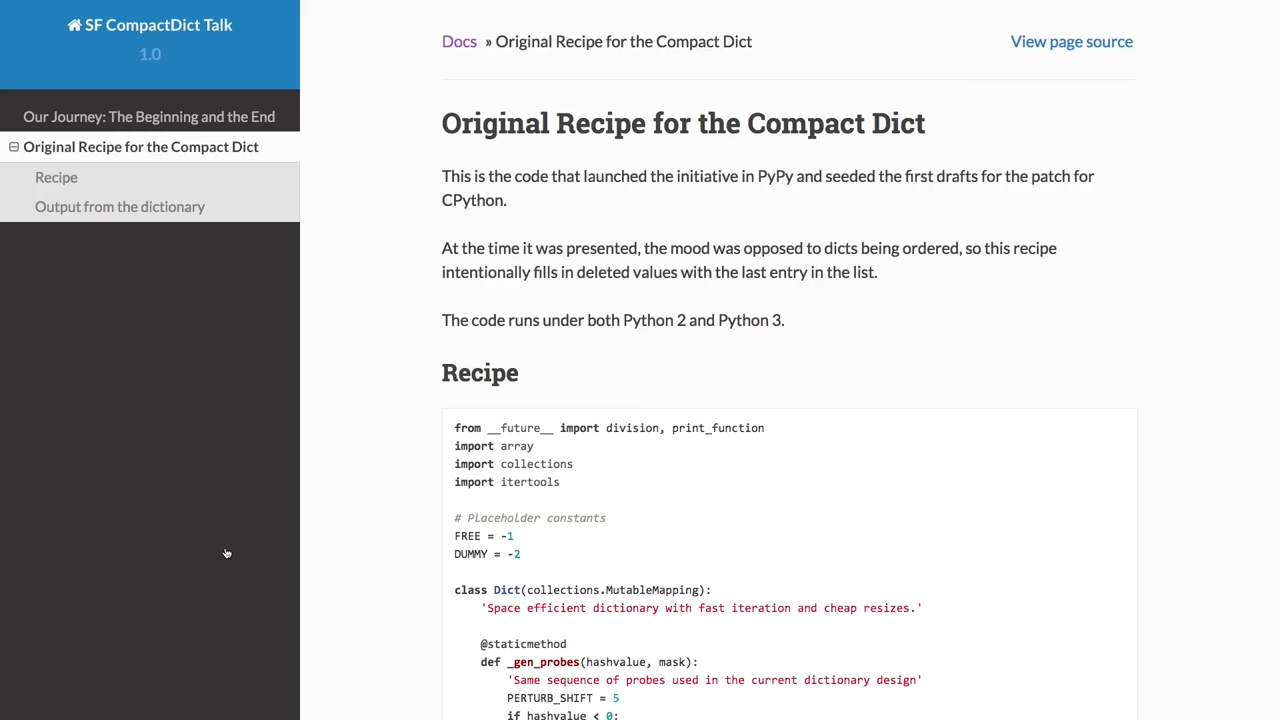 SF CompactDict Talk
1.0
Our Journey: The Beginning and the End
Original Recipe for the Compact Dict
Recipe
Output from the dictionary
Docs » Original Recipe for the Compact Dict
View page source
Original Recipe for the Compact Dict
This is the code that launched the initiative in PyPy and seeded the first drafts for the patch for
CPython.
At the time it was presented, the mood was opposed to dicts being ordered, so this recipe
intentionally fills in deleted values with the last entry in the list.
The code runs under both Python 2 and Python 3.
Recipe
from __future__ import division, print_function
import array
import collections
import itertools
# Placeholder constants
FREE = -1
DUMMY = -2
class Dict(collections.MutableMapping):
    'Space efficient dictionary with fast iteration and cheap resizes.'
    @staticmethod
    def _gen_probes(hashvalue, mask):
        'Same sequence of probes used in the current dictionary design'
        PERTURB_SHIFT = 5
        if hashvalue < 0: